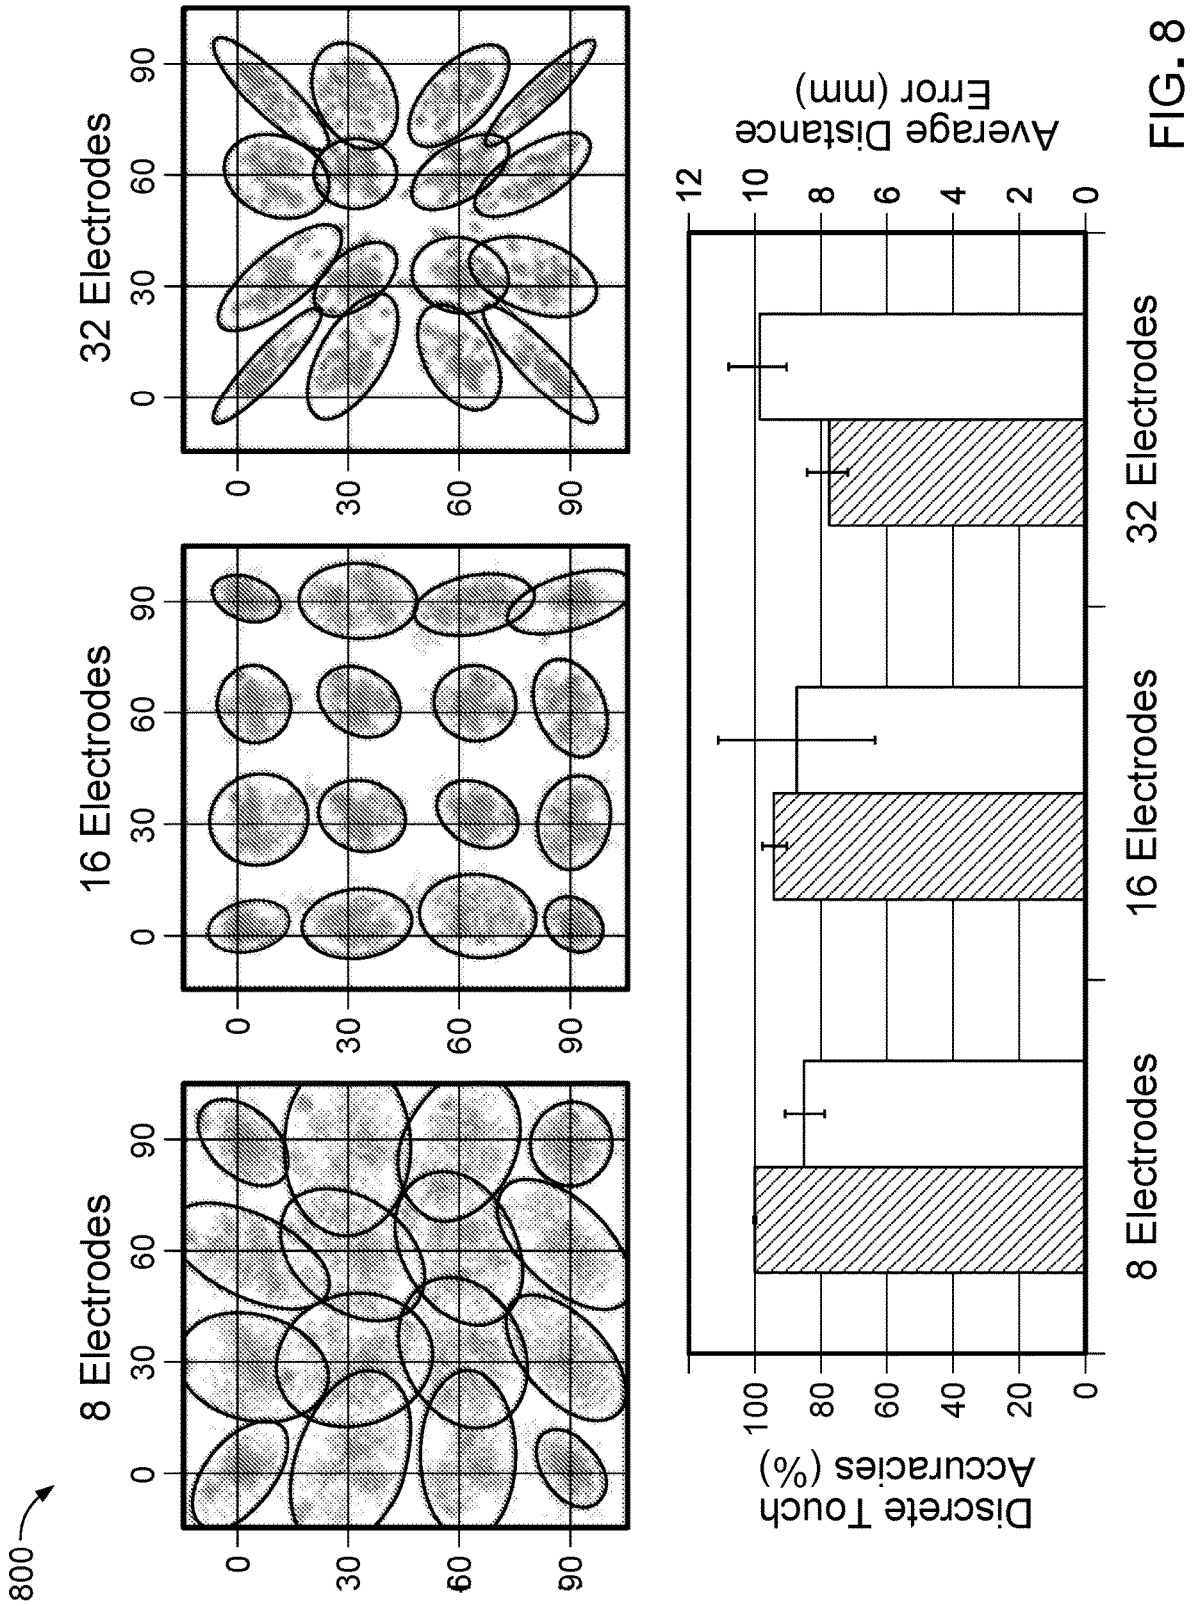 800
8 Electrodes
16 Electrodes
32 Electrodes
0 30 60 90
0 30 60 90
0 30 60 90
0
30
60
90
0
30
60
90
0
30
60
90
Discrete Touch
Accuracies (%)
100
80
60
40
20
0
12
10
8
6
4
2
0
Average Distance
Error (mm)
8 Electrodes
16 Electrodes
32 Electrodes
FIG. 8